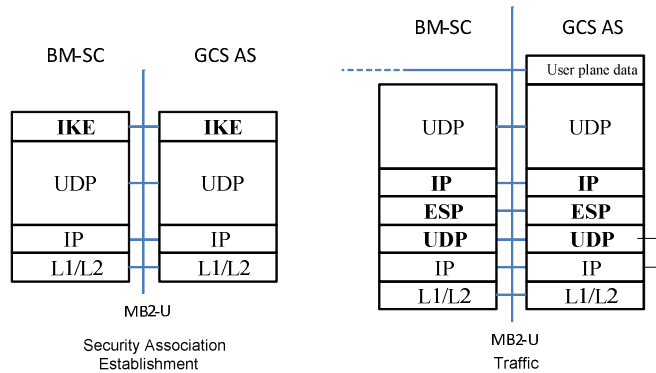 BM-SC
GCS AS
IKE
IKE
UDP
UDP
IP
IP
L1/L2
L1/L2
MB2-U
Security Association
Establishment
BM-SC
GCS AS
User plane data
UDP
UDP
IP
IP
ESP
ESP
UDP
UDP
IP
IP
L1/L2
L1/L2
MB2-U
Traffic